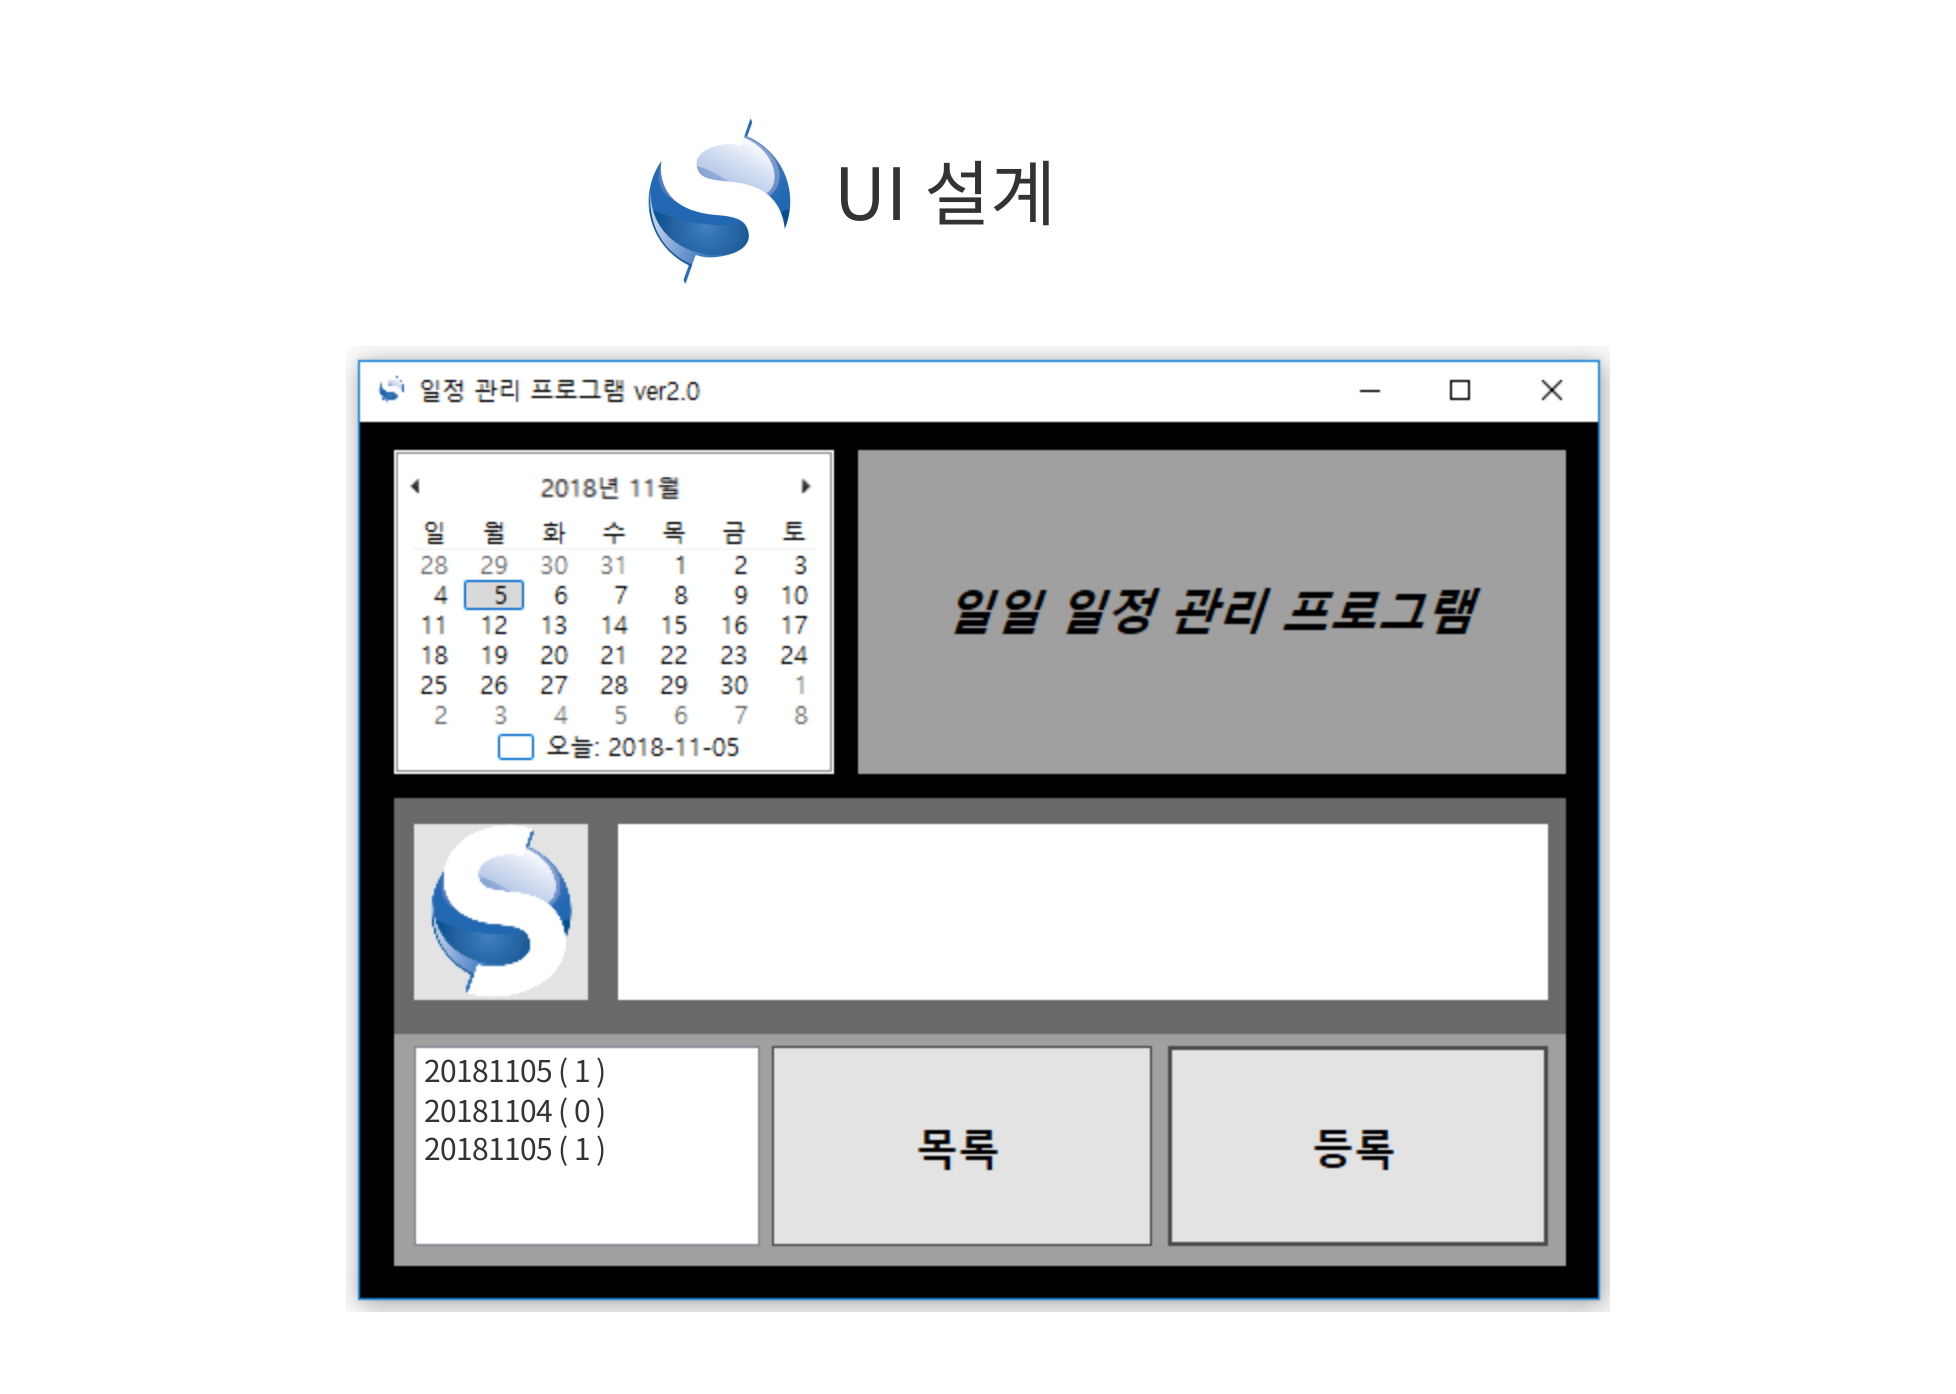 UI 설계
일정 관리 프로그램 ver2.0
2018년 11월
일 월 화 수 목 금 토
28 29 30 31 1 2 3
4 5 6 7 8 9 10
11 12 13 14 15 16 17
18 19 20 21 22 23 24
25 26 27 28 29 30 1
2 3 4 5 6 7 8
오늘: 2018-11-05
일일 일정 관리 프로그램
20181105 ( 1 )
20181104 ( 0 )
20181105 ( 1 )
목록
등록